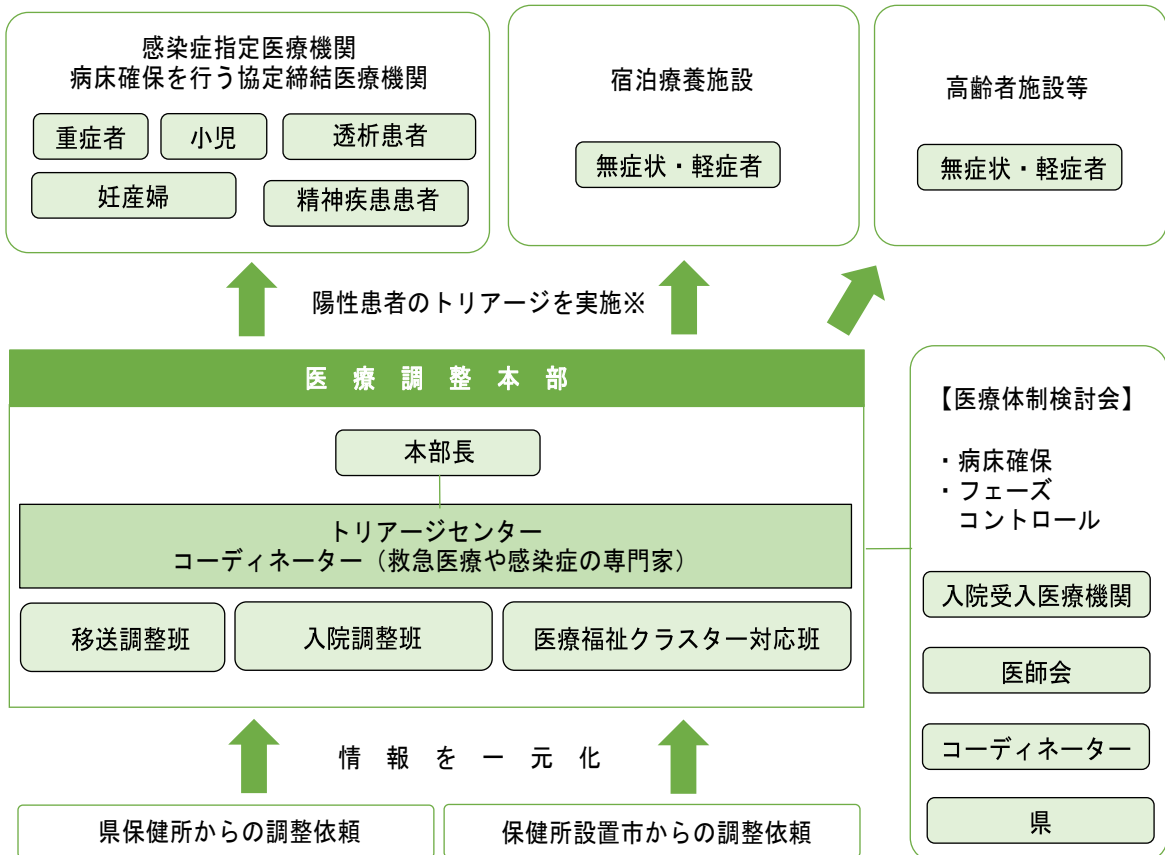 感染症指定医療機関
病床確保を行う協定締結医療機関
重症者
小児
透析患者
妊産婦
精神疾患患者
宿泊療養施設
無症状・軽症者
高齢者施設等
無症状・軽症者
陽性患者のトリアージを実施※
医療調整本部
本部長
トリアージセンター
コーディネーター（救急医療や感染症の専門家）
移送調整班
入院調整班
医療福祉クラスター対応班
情報を一元化
県保健所からの調整依頼
保健所設置市からの調整依頼
【医療体制検討会】
・病床確保
・フェーズ
コントロール
入院受入医療機関
医師会
コーディネーター
県